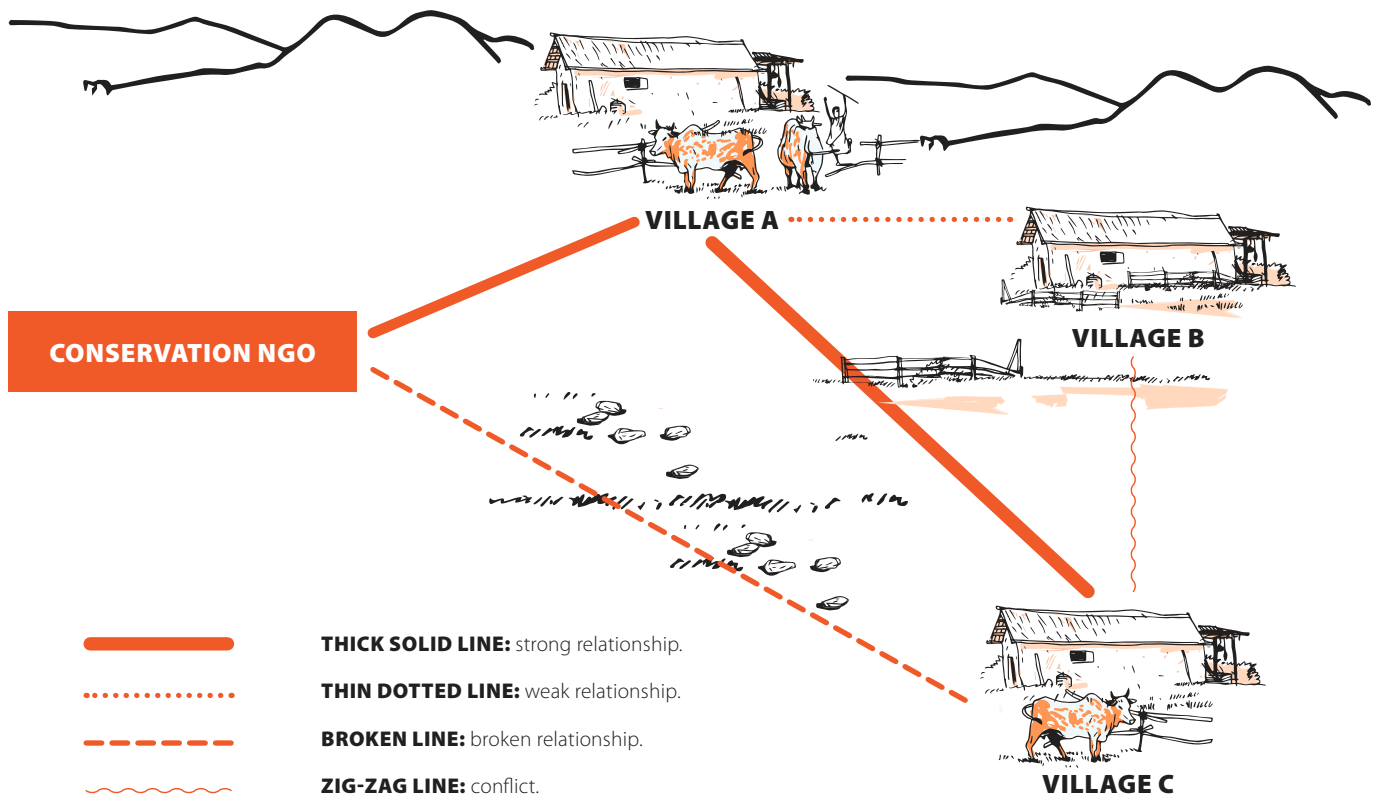 VILLAGE A
VILLAGE B
CONSERVATION NGO
THICK SOLID LINE: strong relationship.
THIN DOTTED LINE: weak relationship.
BROKEN LINE: broken relationship.
ZIG-ZAG LINE: conflict.
VILLAGE C